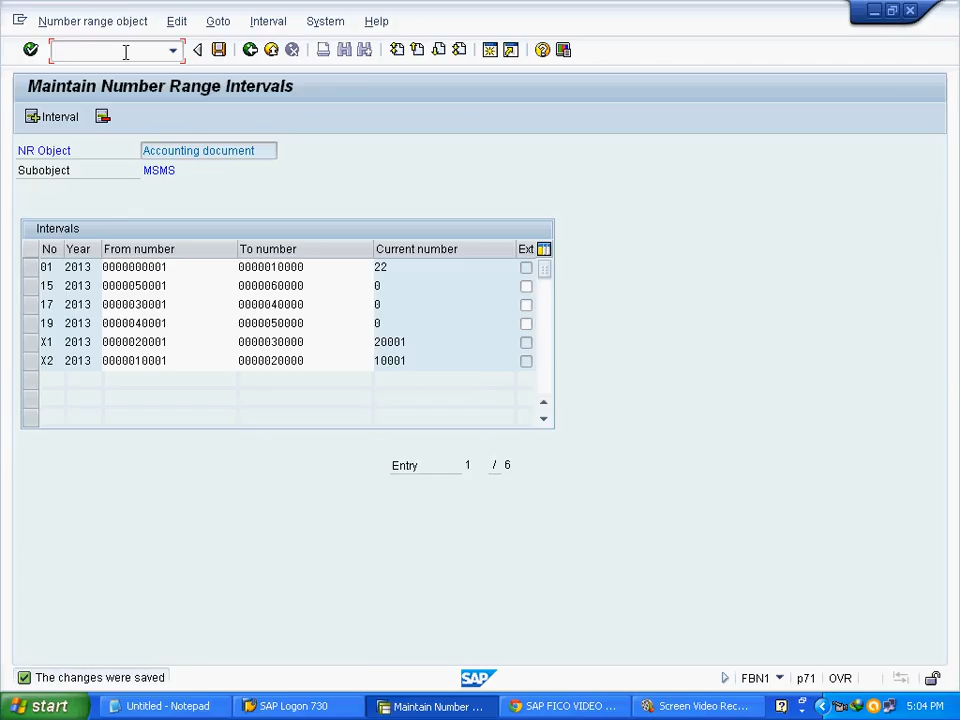 Number range object Edit Goto Interval System Help
Maintain Number Range Intervals
Interval
NR Object Accounting document
Subobject MSMS
Intervals
No Year From number To number Current number Ext
01 2013 0000000001 0000010000 22
15 2013 0000050001 0000060000 0
17 2013 0000030001 0000040000 0
19 2013 0000040001 0000050000 0
X1 2013 0000020001 0000030000 20001
X2 2013 0000010001 0000020000 10001
Entry 1 / 6
The changes were saved SAP FBN1 p71 OVR
start Untitled - Notepad SAP Logon 730 Maintain Number ... SAP FICO VIDEO ... Screen Video Rec... 5:04 PM